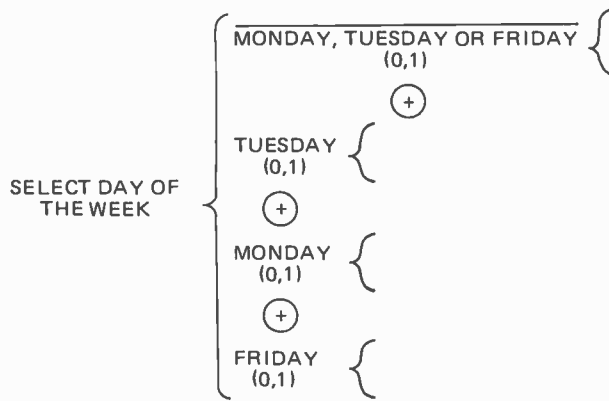 MONDAY, TUESDAY OR FRIDAY
(0,1)
+
TUESDAY
(0,1)
SELECT DAY OF
THE WEEK
+
MONDAY
(0,1)
+
FRIDAY
(0,1)